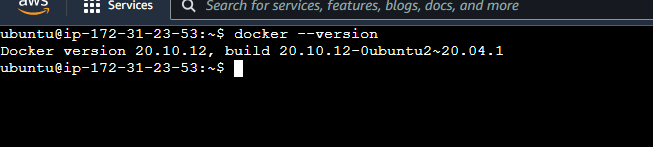 aws
Services
Search for services, features, blogs, docs, and more
ubuntu@ip-172-31-23-53:~$ docker --version
Docker version 20.10.12, build 20.10.12-0ubuntu2~20.04.1
ubuntu@ip-172-31-23-53:~$